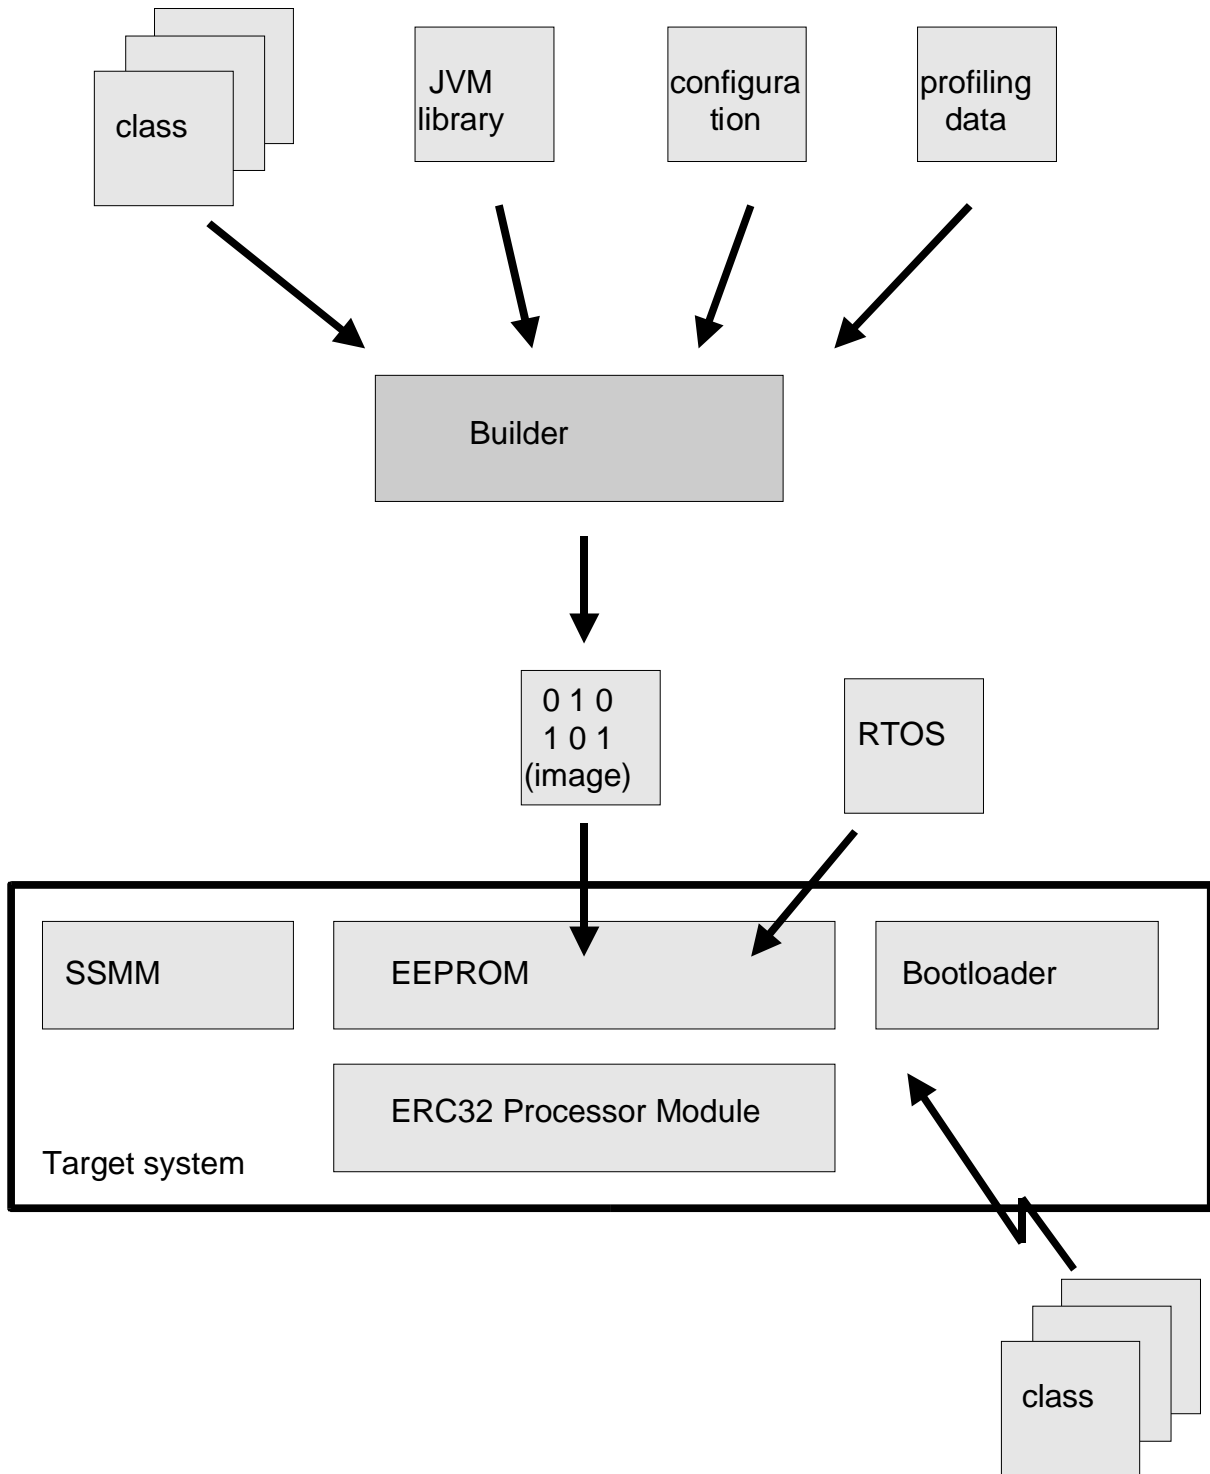 class
JVM
library
configura
tion
profiling
data
Builder
0 1 0
1 0 1
(image)
RTOS
SSMM
EEPROM
Bootloader
ERC32 Processor Module
Target system
class